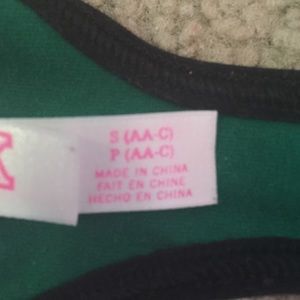 S (AA-C)
P (AA-C)
MADE IN CHINA
FAIT EN CHINE
HECHO EN CHINA